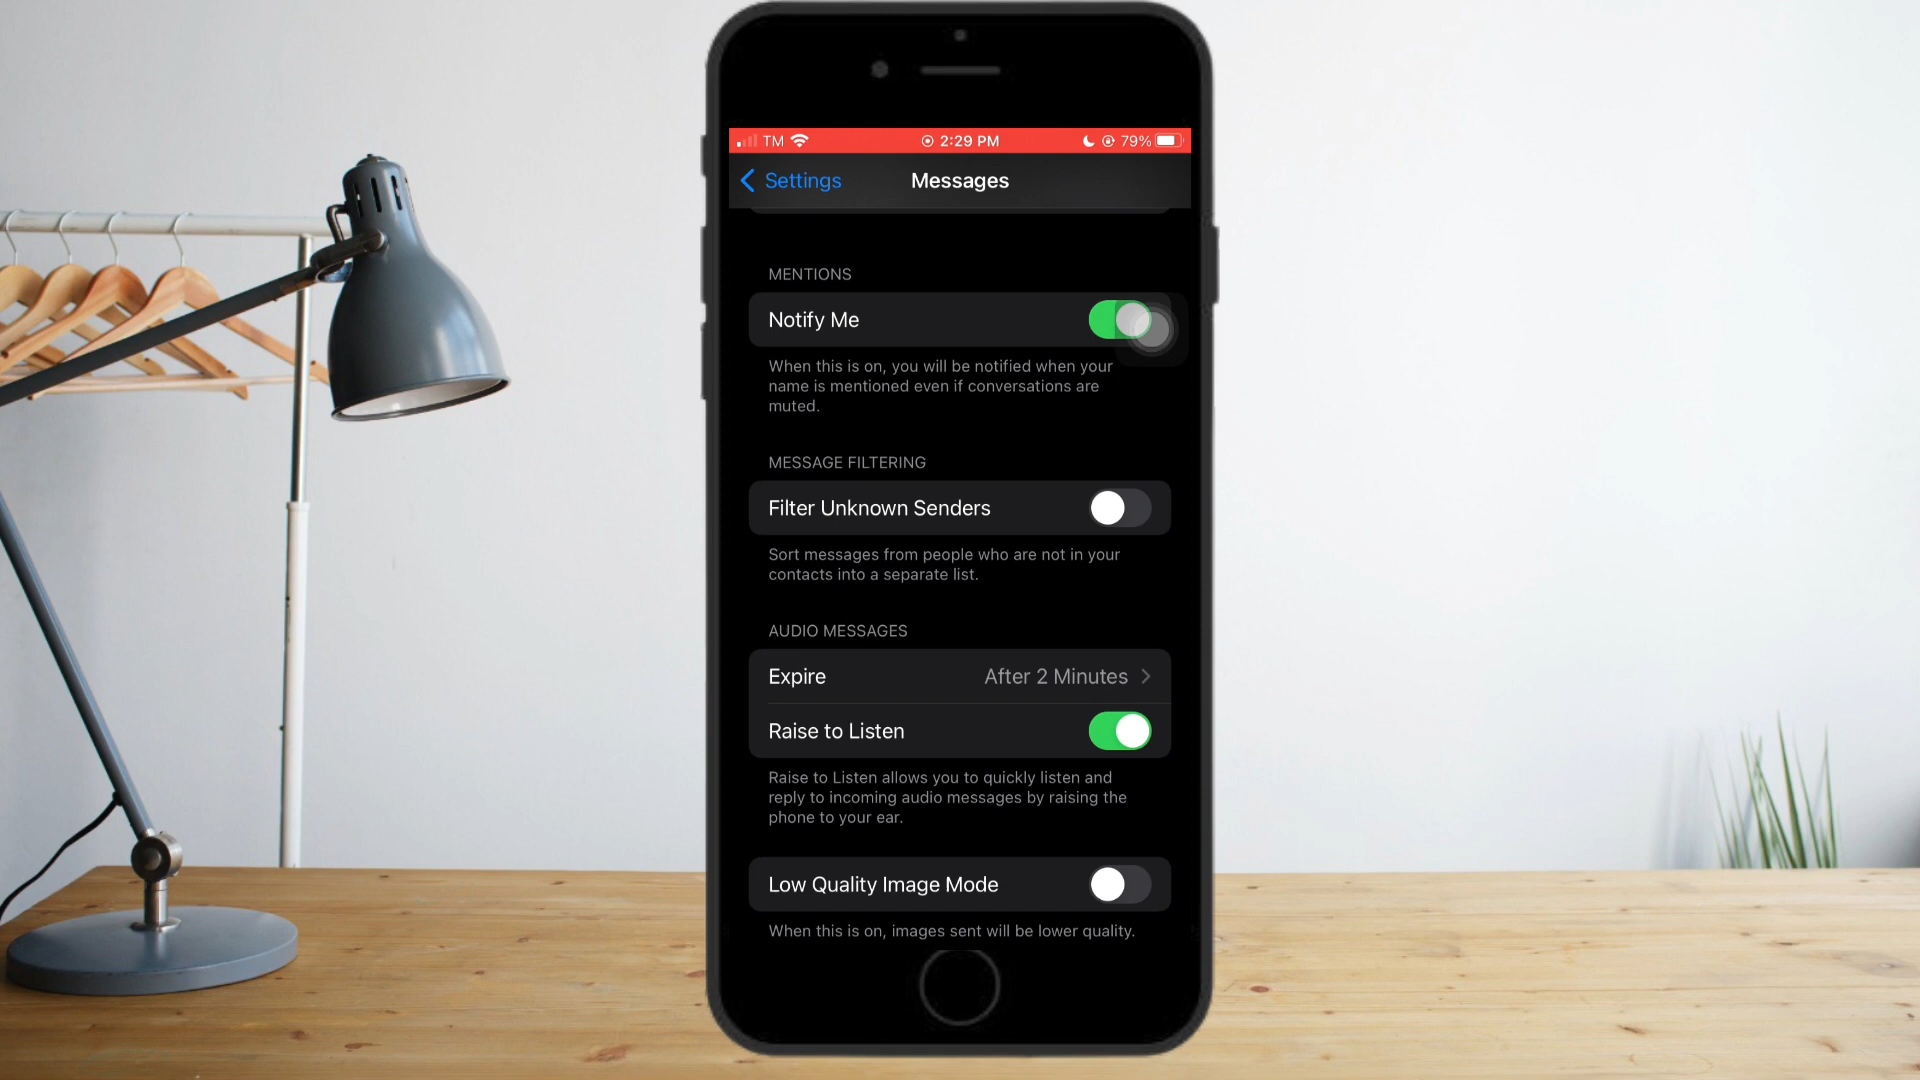 TM 2:29 PM 79%
Settings Messages
MENTIONS
Notify Me
When this is on, you will be notified when your
name is mentioned even if conversations are
muted.
MESSAGE FILTERING
Filter Unknown Senders
Sort messages from people who are not in your
contacts into a separate list.
AUDIO MESSAGES
Expire After 2 Minutes
Raise to Listen
Raise to Listen allows you to quickly listen and
reply to incoming audio messages by raising the
phone to your ear.
Low Quality Image Mode
When this is on, images sent will be lower quality.